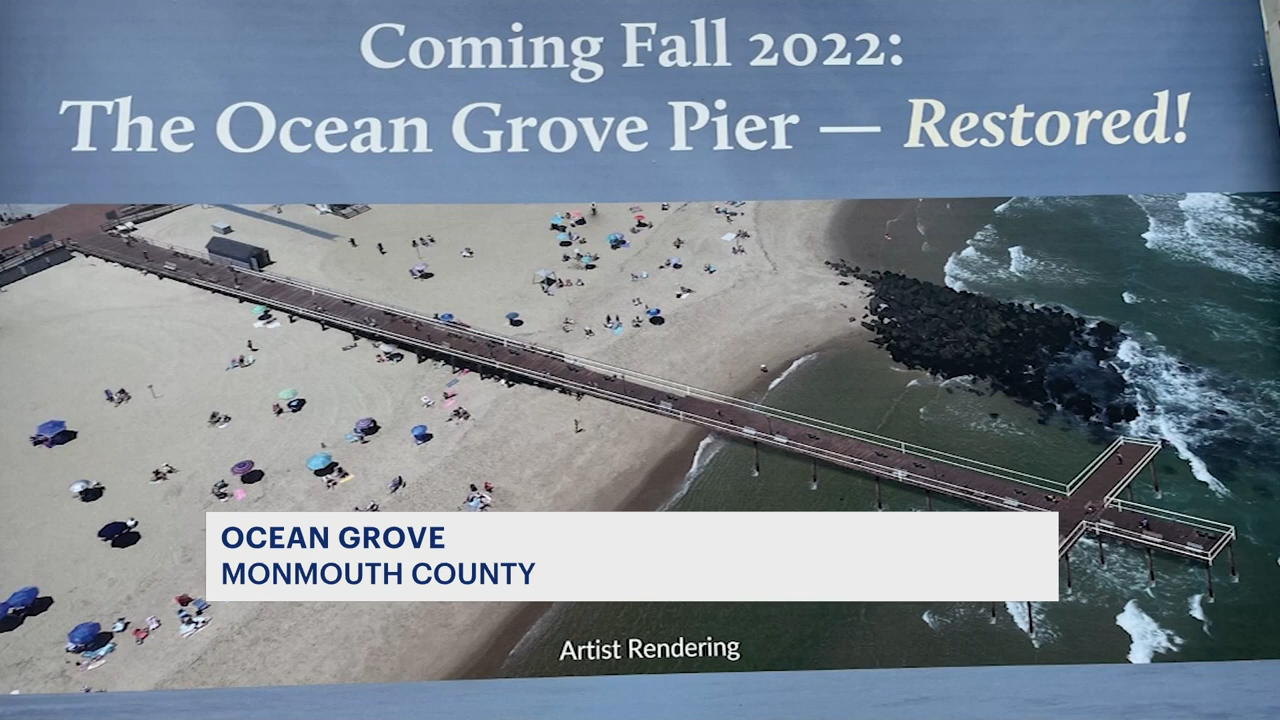 Coming Fall 2022:
The Ocean Grove Pier — Restored!
OCEAN GROVE
MONMOUTH COUNTY
Artist Rendering